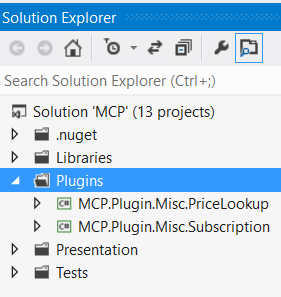 Solution Explorer
Search Solution Explorer (Ctrl+;)
Solution 'MCP' (13 projects)
.nuget
Libraries
Plugins
C# MCP.Plugin.Misc.PriceLookup
C# MCP.Plugin.Misc.Subscription
Presentation
Tests